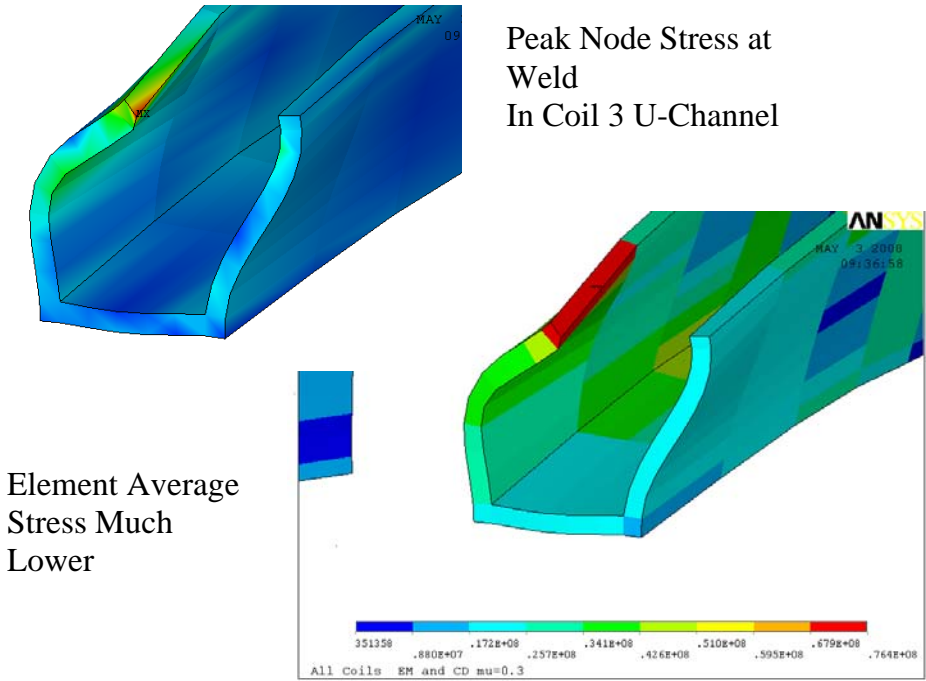 MAY
09
MX
Peak Node Stress at
Weld
In Coil 3 U-Channel
ANSYS
MAY 3 2008
09:36:58
Element Average
Stress Much
Lower
351358 .172E+08 .341E+08 .510E+08 .679E+08
.880E+07 .257E+08 .426E+08 .595E+08 .764E+08
All Coils EM and CD mu=0.3